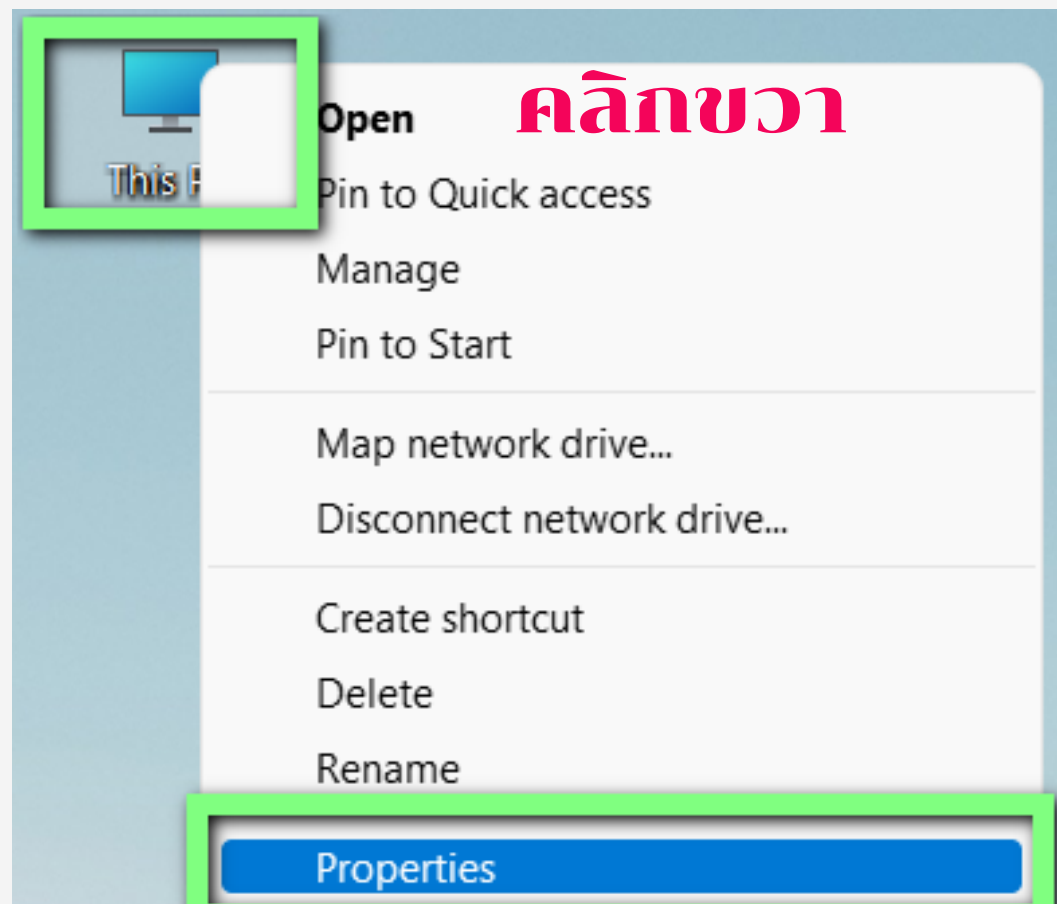 This
Open
คลิกขวา
Pin to Quick access
Manage
Pin to Start
Map network drive...
Disconnect network drive...
Create shortcut
Delete
Rename
Properties